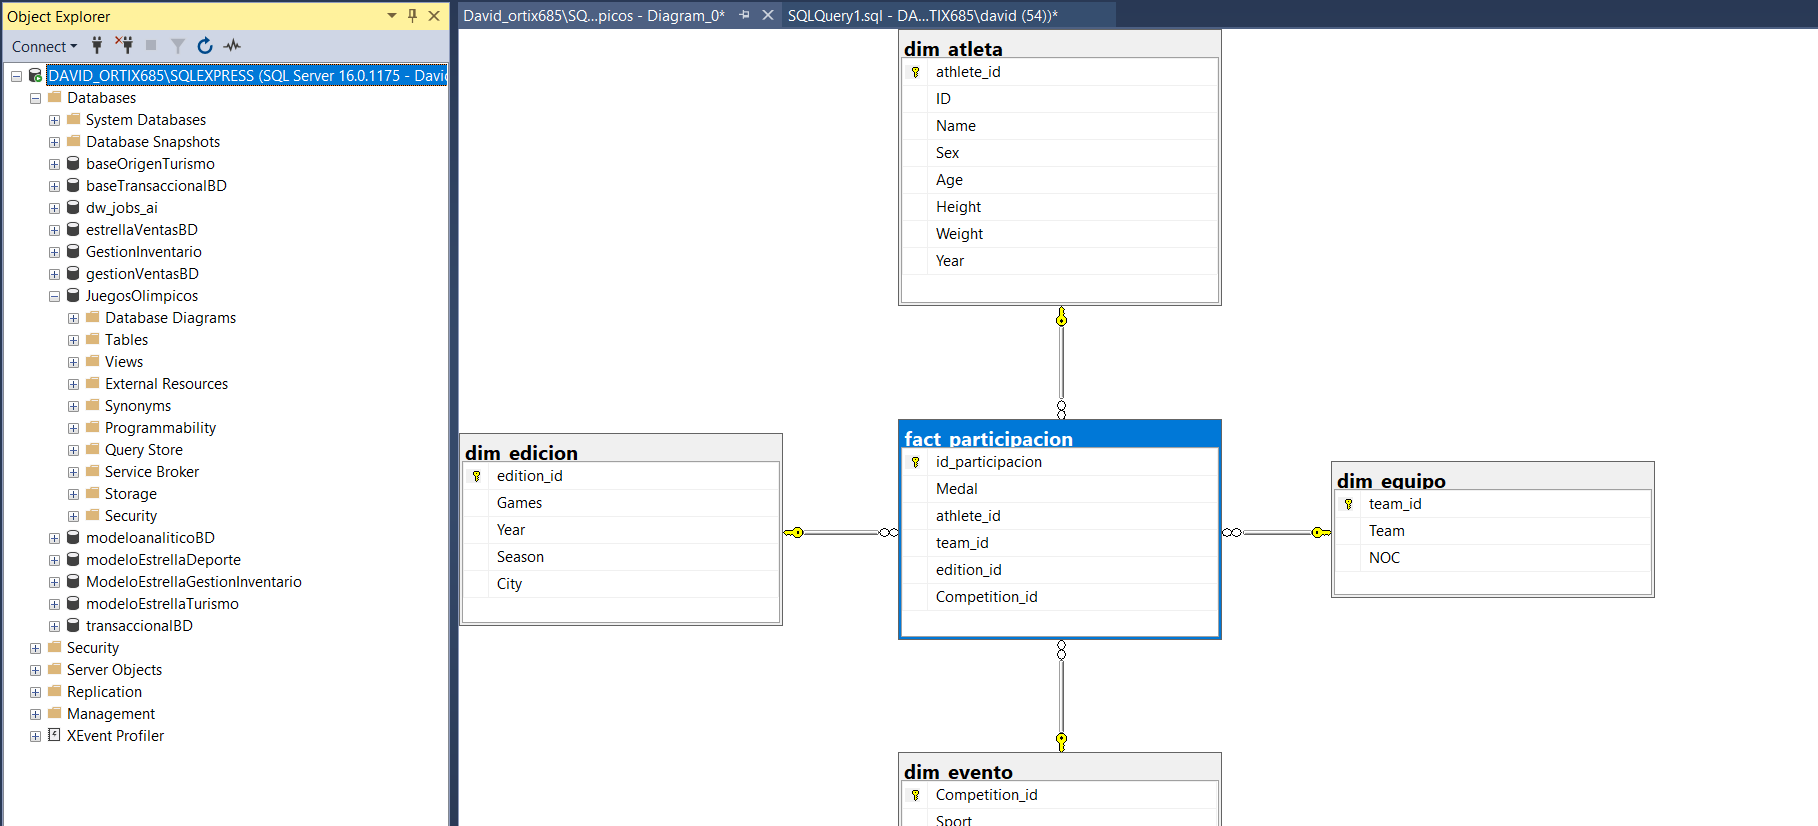 Object Explorer
Connect
DAVID_ORTIX685\SQLEXPRESS (SQL Server 16.0.1175 - Davi
Databases
System Databases
Database Snapshots
baseOrigenTurismo
baseTransaccionalBD
dw_jobs_ai
estrellaVentasBD
GestionInventario
gestionVentasBD
JuegosOlimpicos
Database Diagrams
Tables
Views
External Resources
Synonyms
Programmability
Query Store
Service Broker
Storage
Security
modeloanaliticoBD
modeloEstrellaDeporte
ModeloEstrellaGestionInventario
modeloEstrellaTurismo
transaccionalBD
Security
Server Objects
Replication
Management
XEvent Profiler
David_ortix685\SQ...picos - Diagram_0*
SQLQuery1.sql - DA...TIX685\david (54))*
dim_atleta
athlete_id
ID
Name
Sex
Age
Height
Weight
Year
dim_edicion
edition_id
Games
Year
Season
City
fact_participacion
id_participacion
Medal
athlete_id
team_id
edition_id
Competition_id
dim_equipo
team_id
Team
NOC
dim_evento
Competition_id
Sport